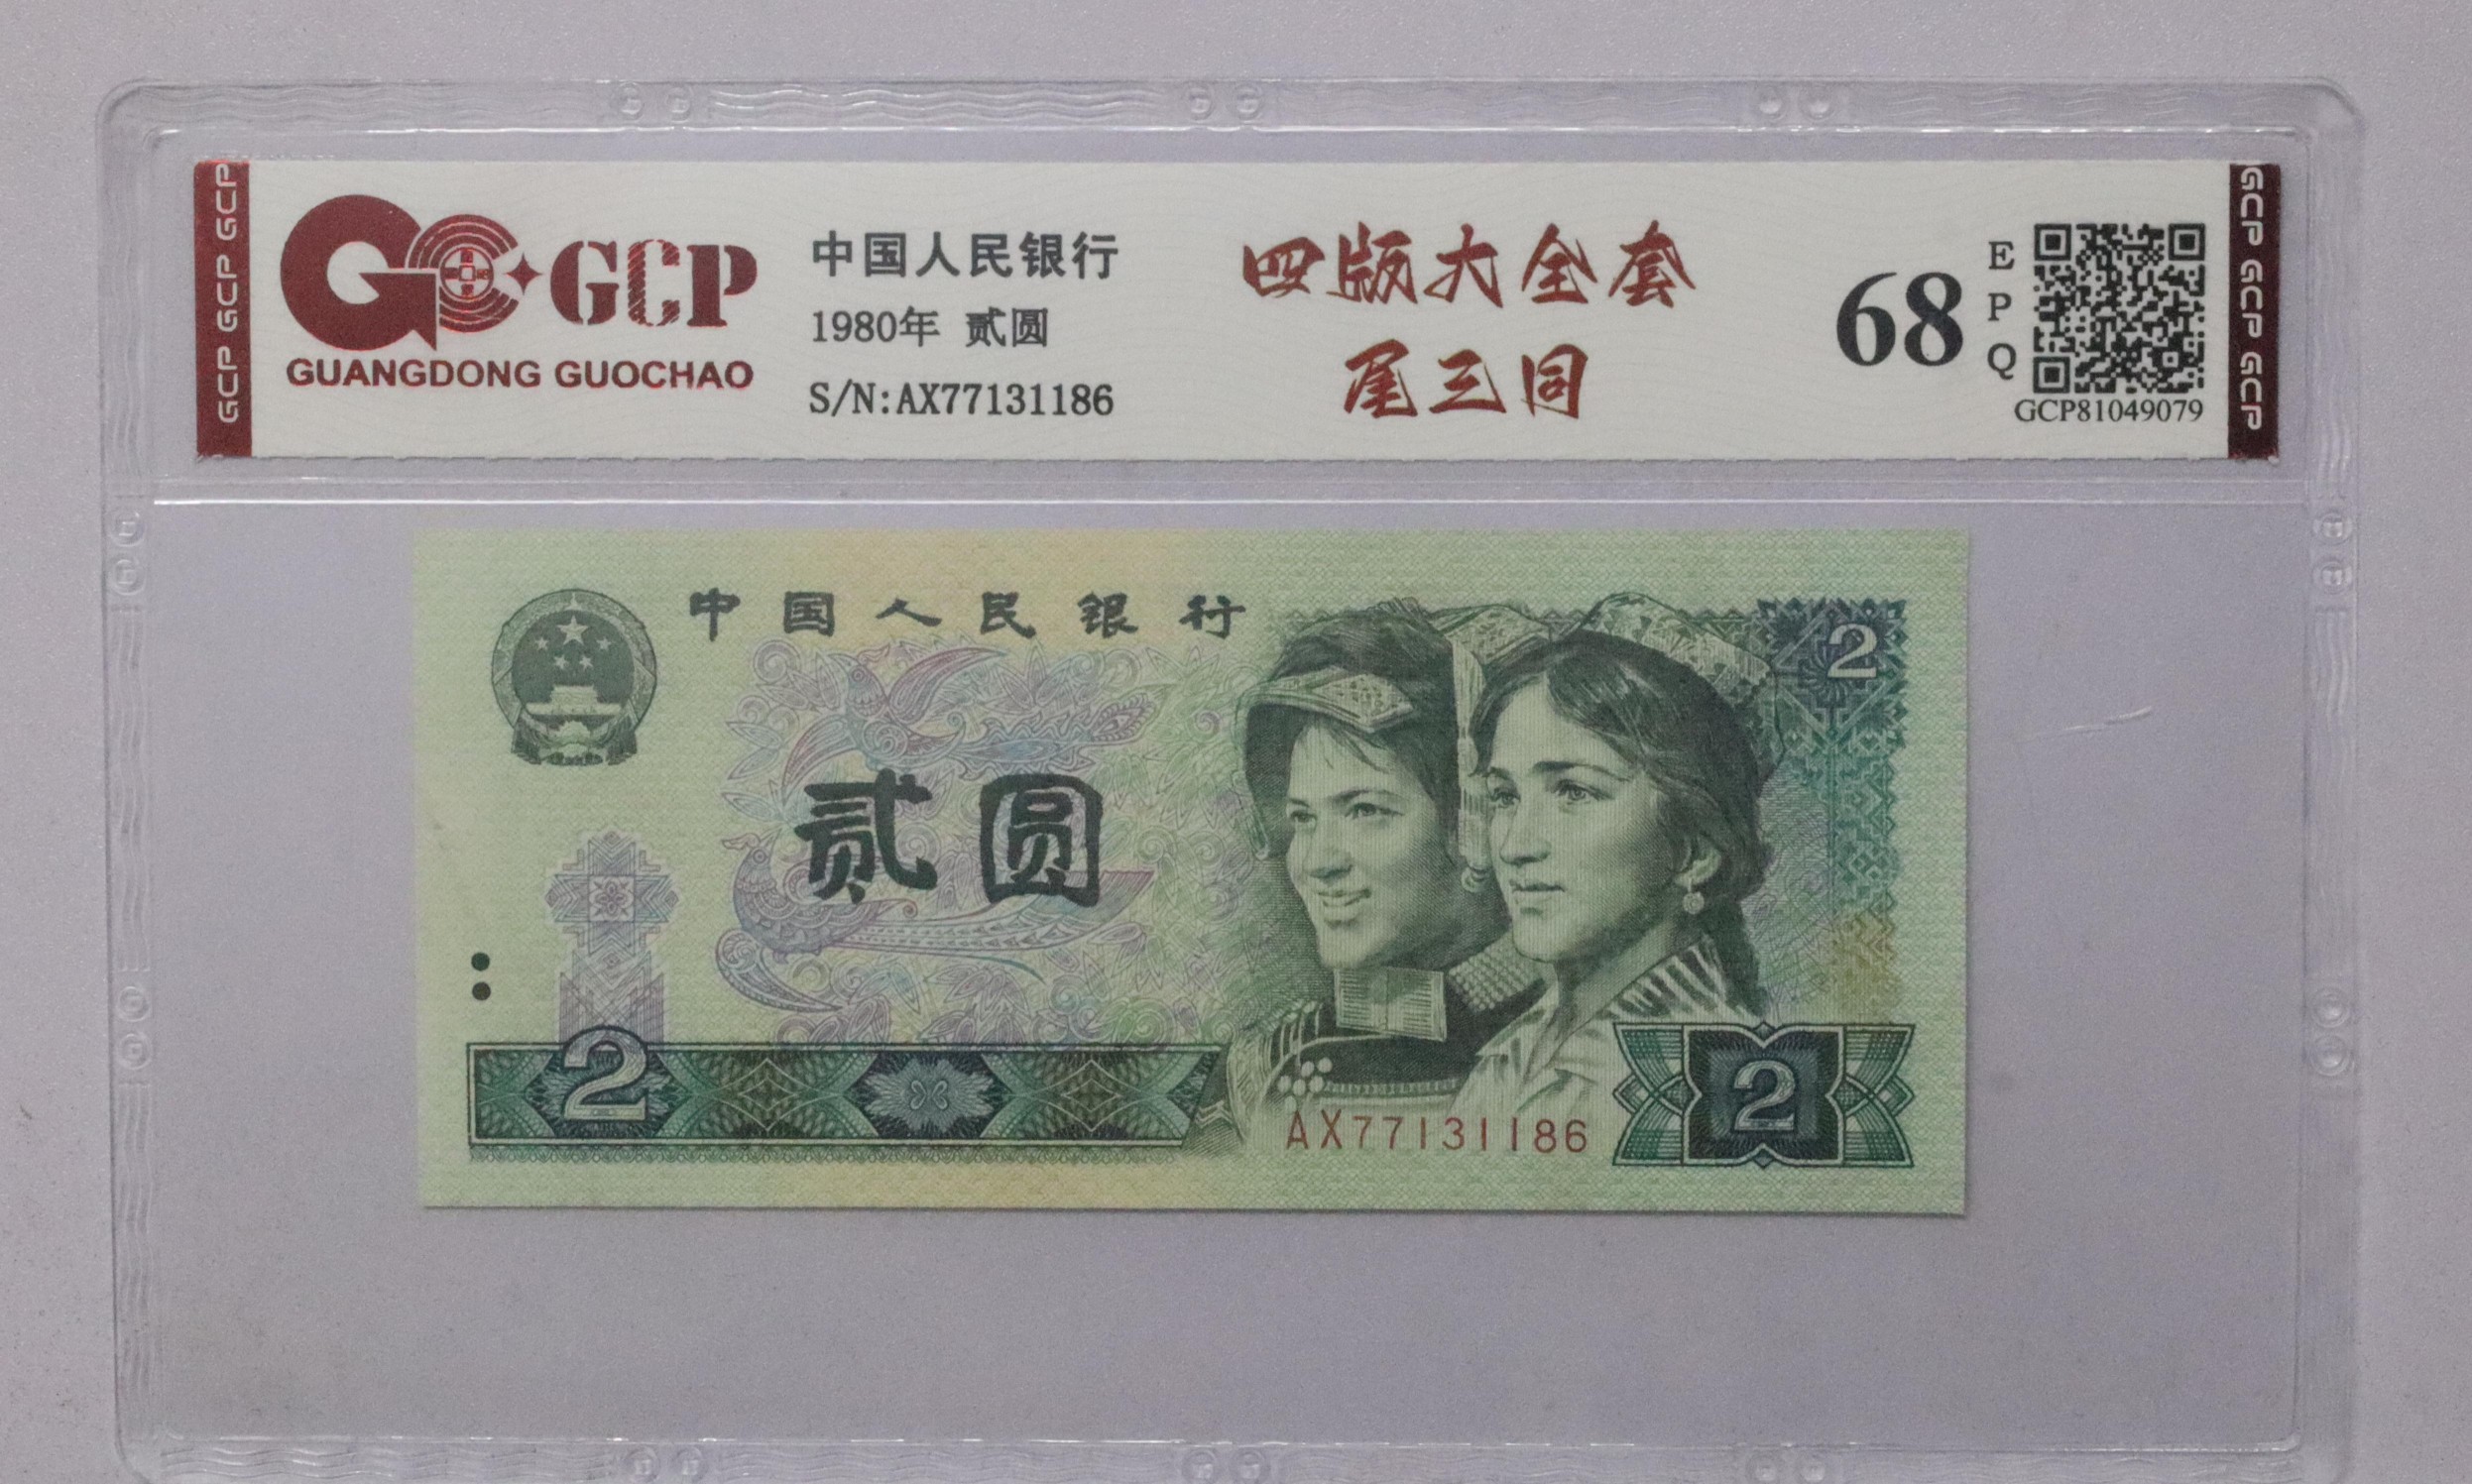 GCP GCP GCP
GCP
GUANGDONG GUOCHAO
中国人民银行
1980年 贰圆
S/N:AX77131186
四版大全套
尾三同
68
EPQ
GCP81049079
GCP GCP GCP
中国人民银行
2
贰圆
2
AX77131186
2